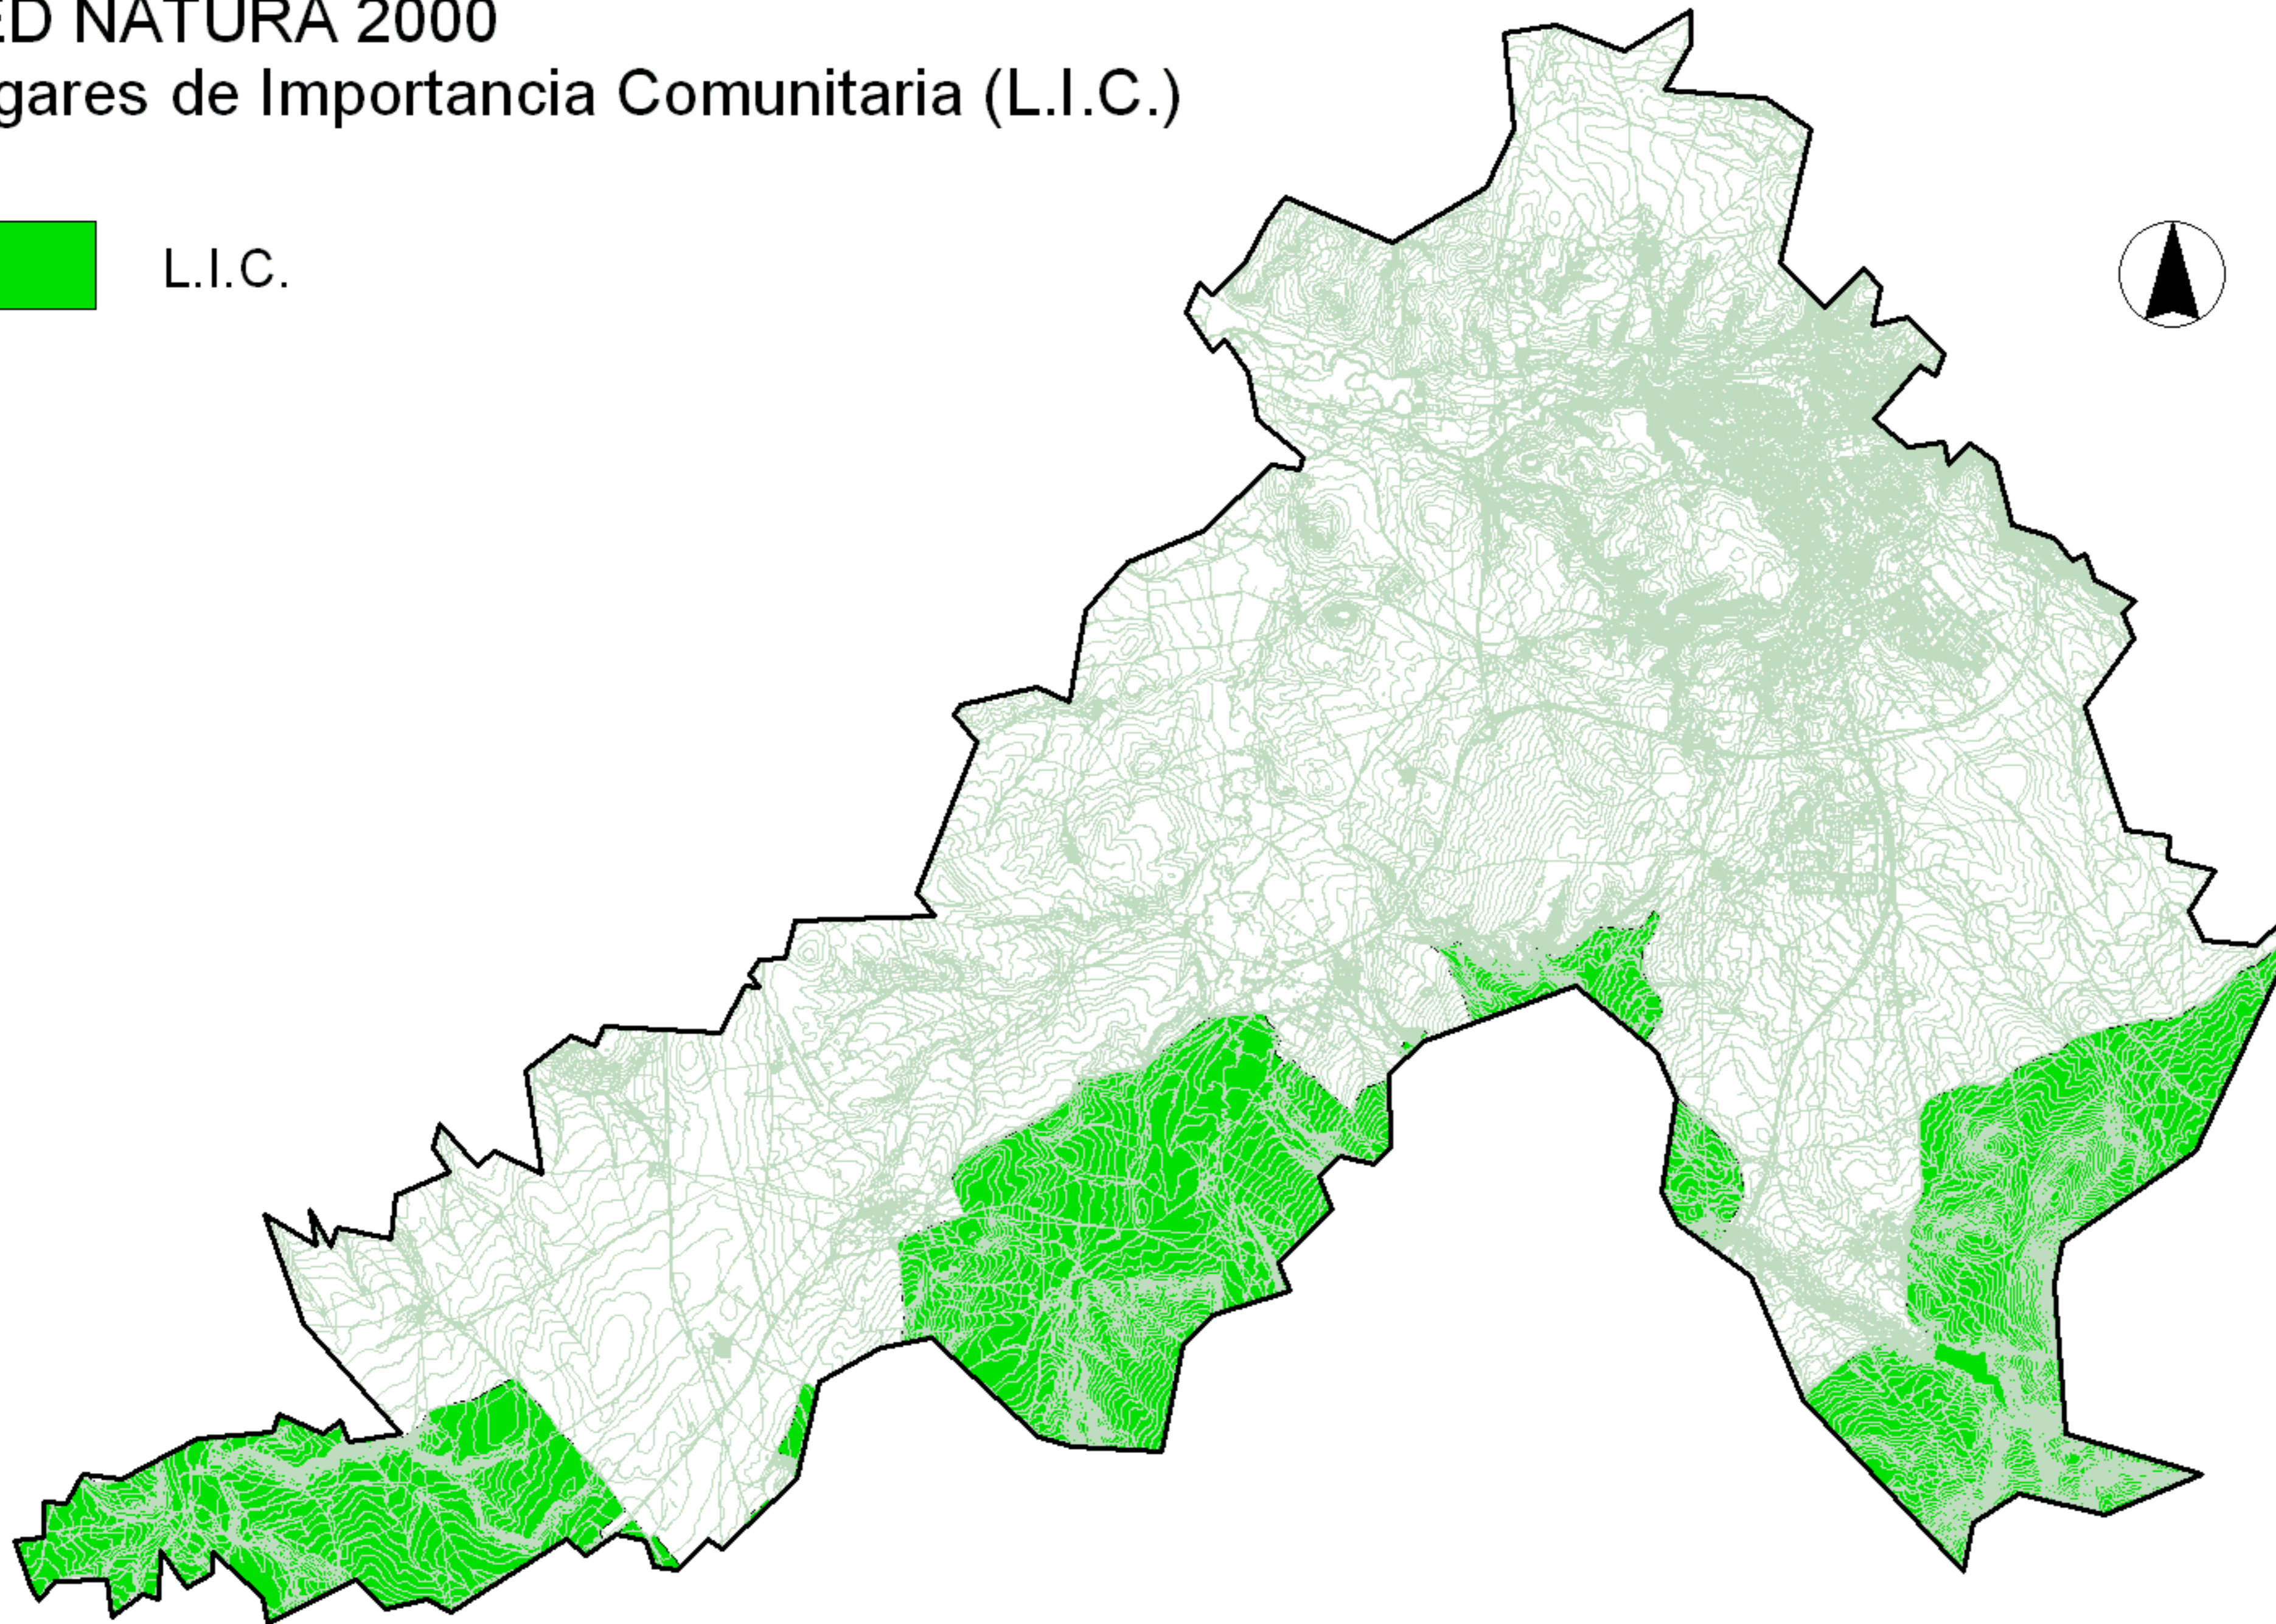 ED NATURA 2000
gares de Importancia Comunitaria (L.I.C.)
L.I.C.